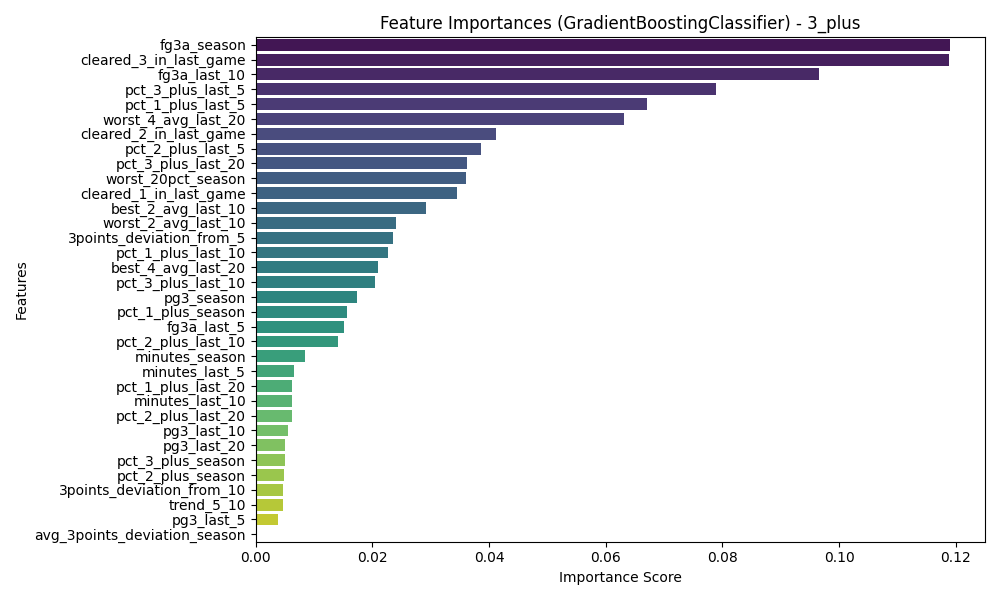 Feature Importances (GradientBoostingClassifier) - 3_plus
Features
fg3a_season
cleared_3_in_last_game
fg3a_last_10
pct_3_plus_last_5
pct_1_plus_last_5
worst_4_avg_last_20
cleared_2_in_last_game
pct_2_plus_last_5
pct_3_plus_last_20
worst_20pct_season
cleared_1_in_last_game
best_2_avg_last_10
worst_2_avg_last_10
3points_deviation_from_5
pct_1_plus_last_10
best_4_avg_last_20
pct_3_plus_last_10
pg3_season
pct_1_plus_season
fg3a_last_5
pct_2_plus_last_10
minutes_season
minutes_last_5
pct_1_plus_last_20
minutes_last_10
pct_2_plus_last_20
pg3_last_10
pg3_last_20
pct_3_plus_season
pct_2_plus_season
3points_deviation_from_10
trend_5_10
pg3_last_5
avg_3points_deviation_season
0.00 0.02 0.04 0.06 0.08 0.10 0.12
Importance Score